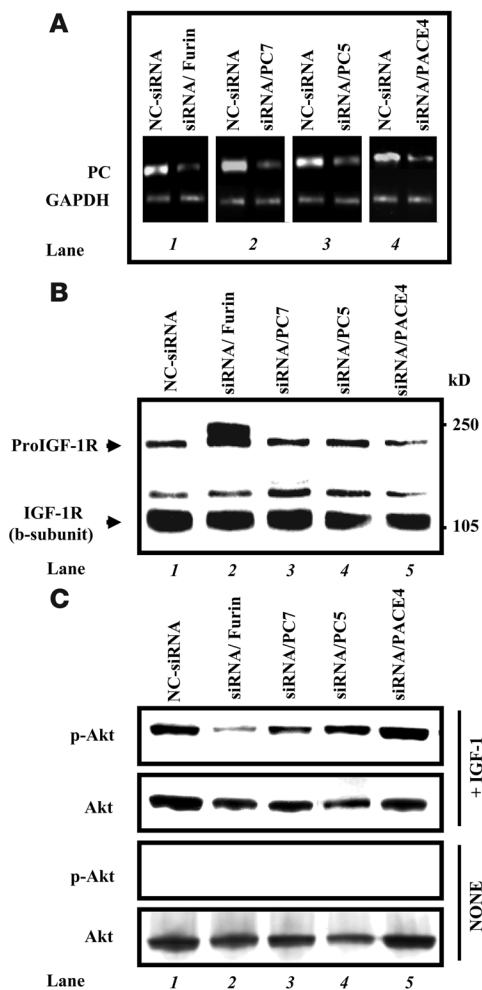 A
NC-siRNA
siRNA/ Furin
NC-siRNA
siRNA/PC7
NC-siRNA
siRNA/PC5
NC-siRNA
siRNA/PACE4
PC
GAPDH
Lane 1 2 3 4
B
NC-siRNA
siRNA/ Furin
siRNA/PC7
siRNA/PC5
siRNA/PACE4
kD
250
ProIGF-1R
IGF-1R
(b-subunit)
105
Lane 1 2 3 4 5
C
NC-siRNA
siRNA/ Furin
siRNA/PC7
siRNA/PC5
siRNA/PACE4
p-Akt
Akt
+ IGF-1
p-Akt
Akt
NONE
Lane 1 2 3 4 5